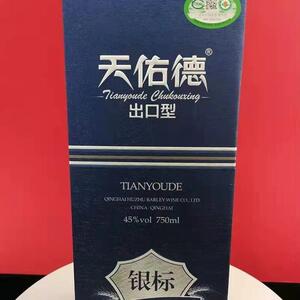 天佑德®
Tianyoude Chukouxing
出口型
TIANYOUDE
QINGHAI HUZHU BARLEY WINE CO., LTD.
CHINA · QINGHAI
45%vol 750ml
银标